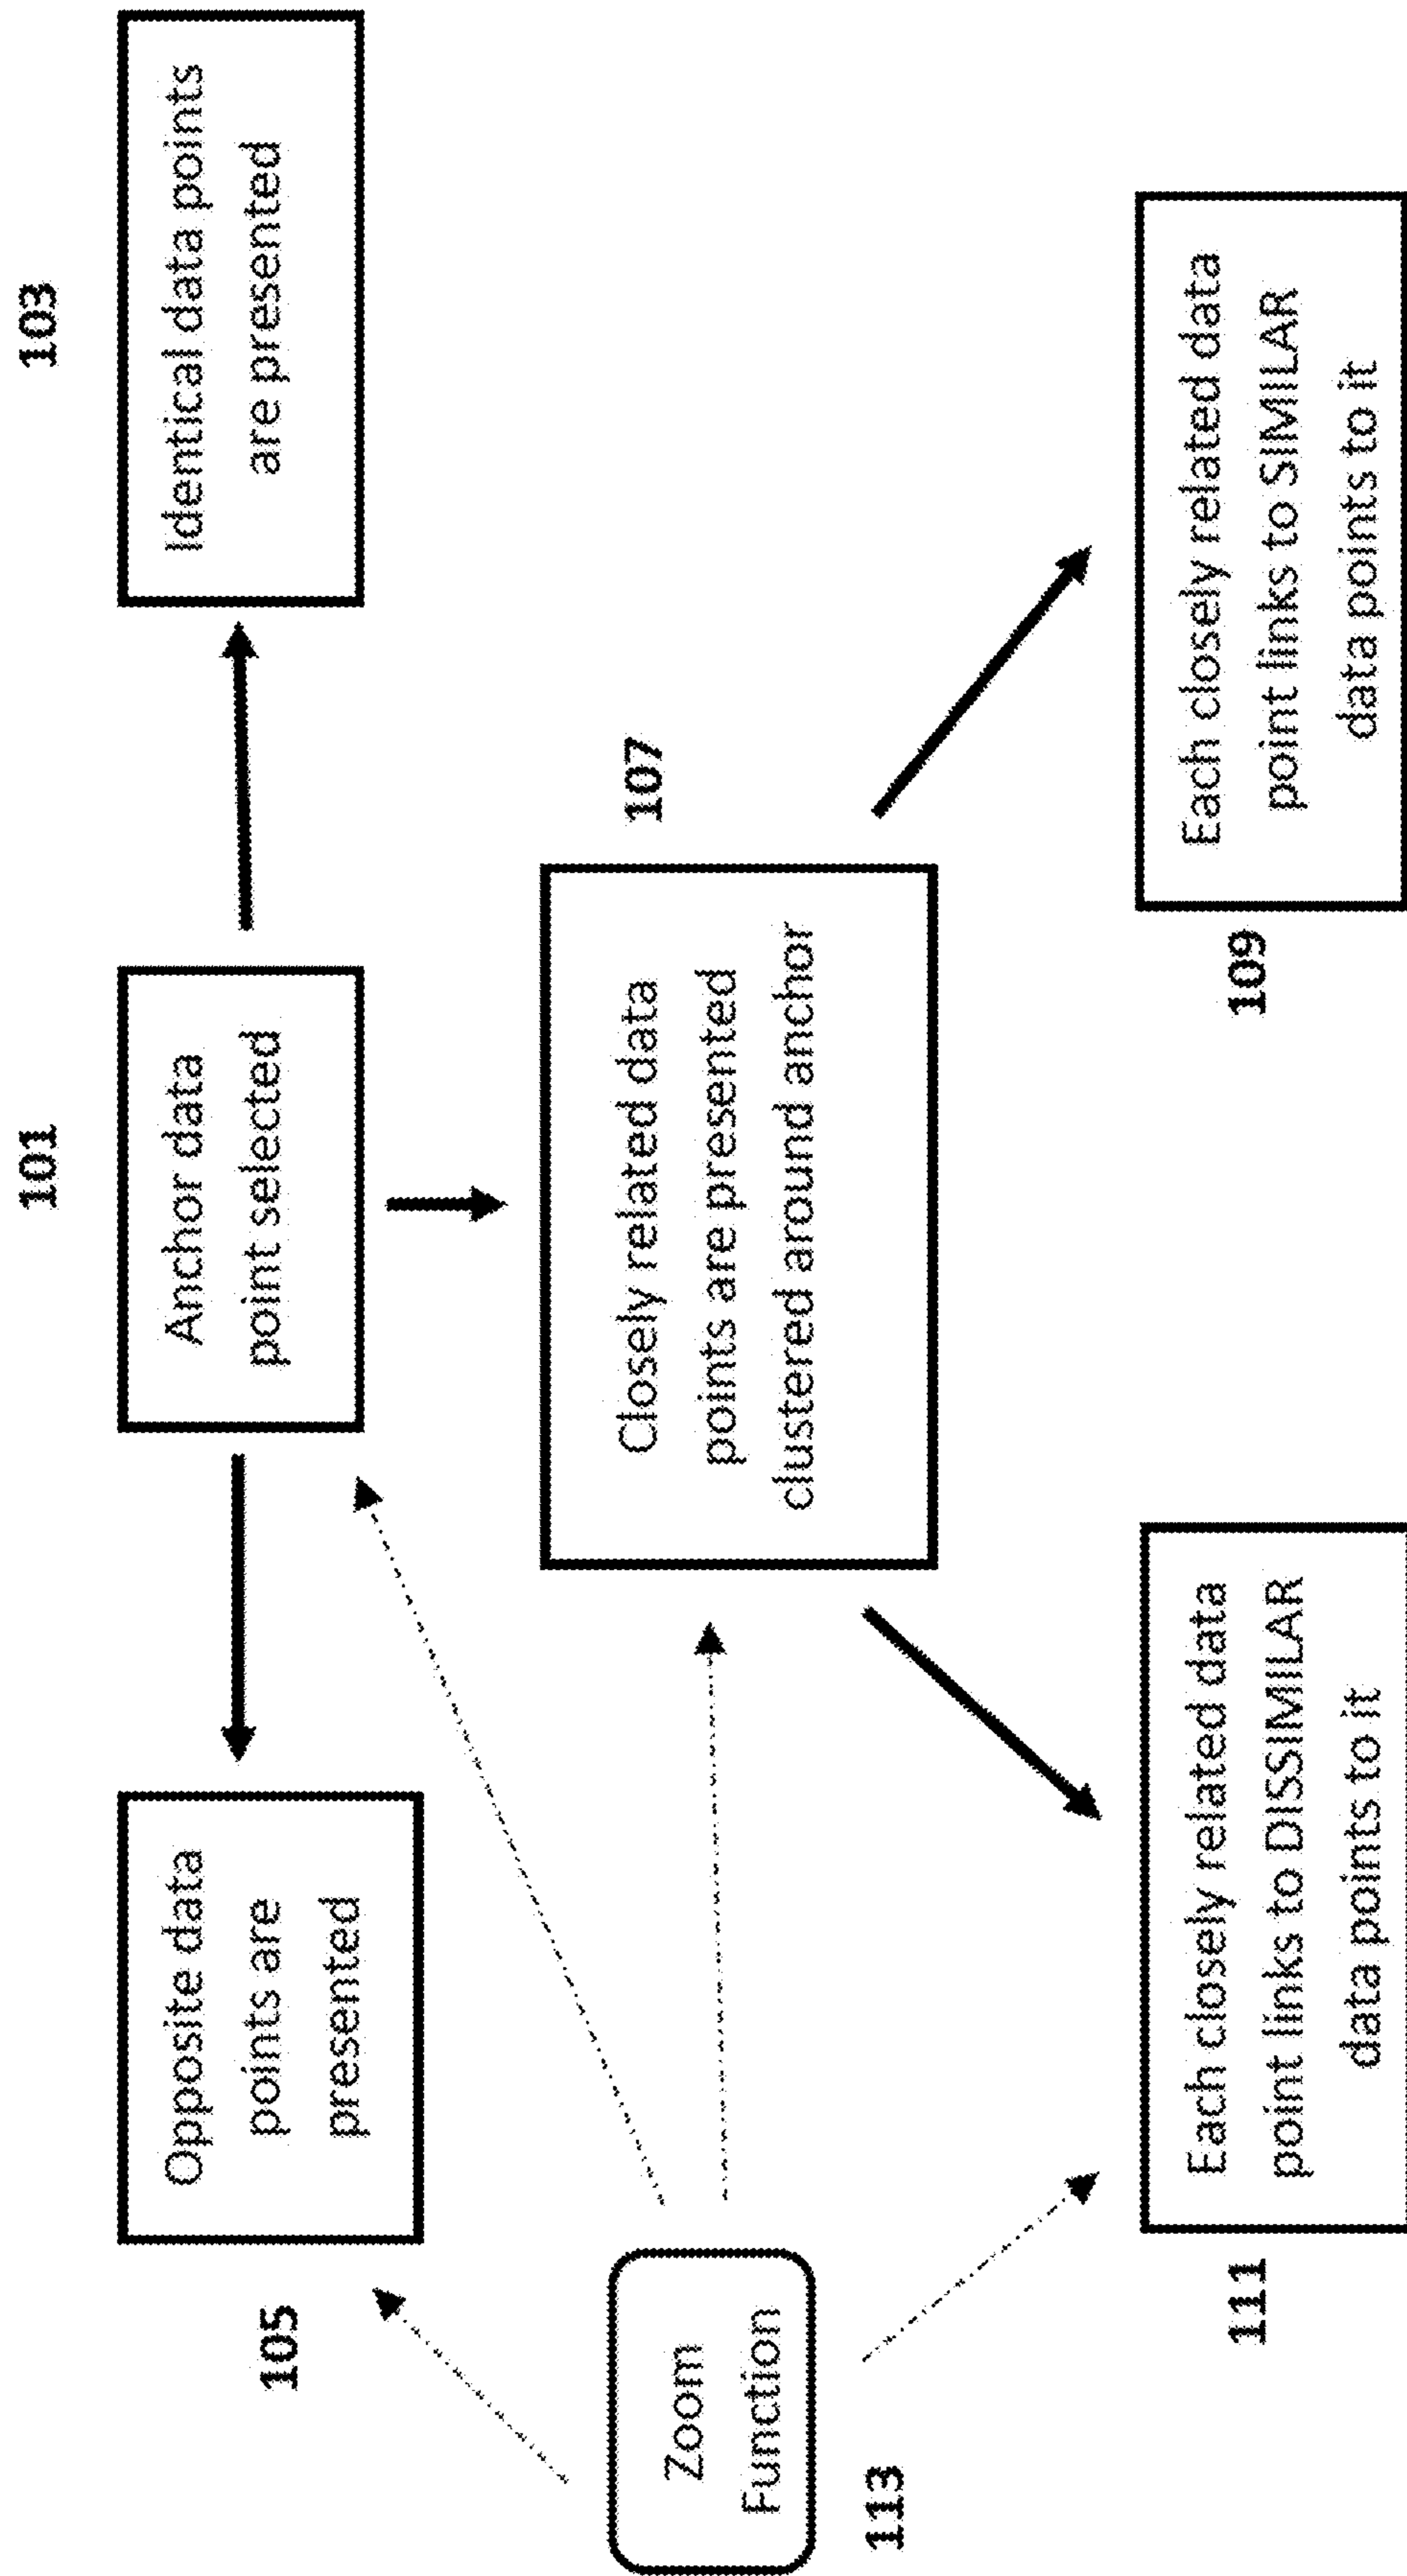 105
Opposite data
points are
presented
101
Anchor data
point selected
103
Identical data points
are presented
113
Zoom
Function
107
Closely related data
points are presented
clustered around anchor
111
Each closely related data
point links to DISSIMILAR
data points to it
109
Each closely related data
point links to SIMILAR
data points to it